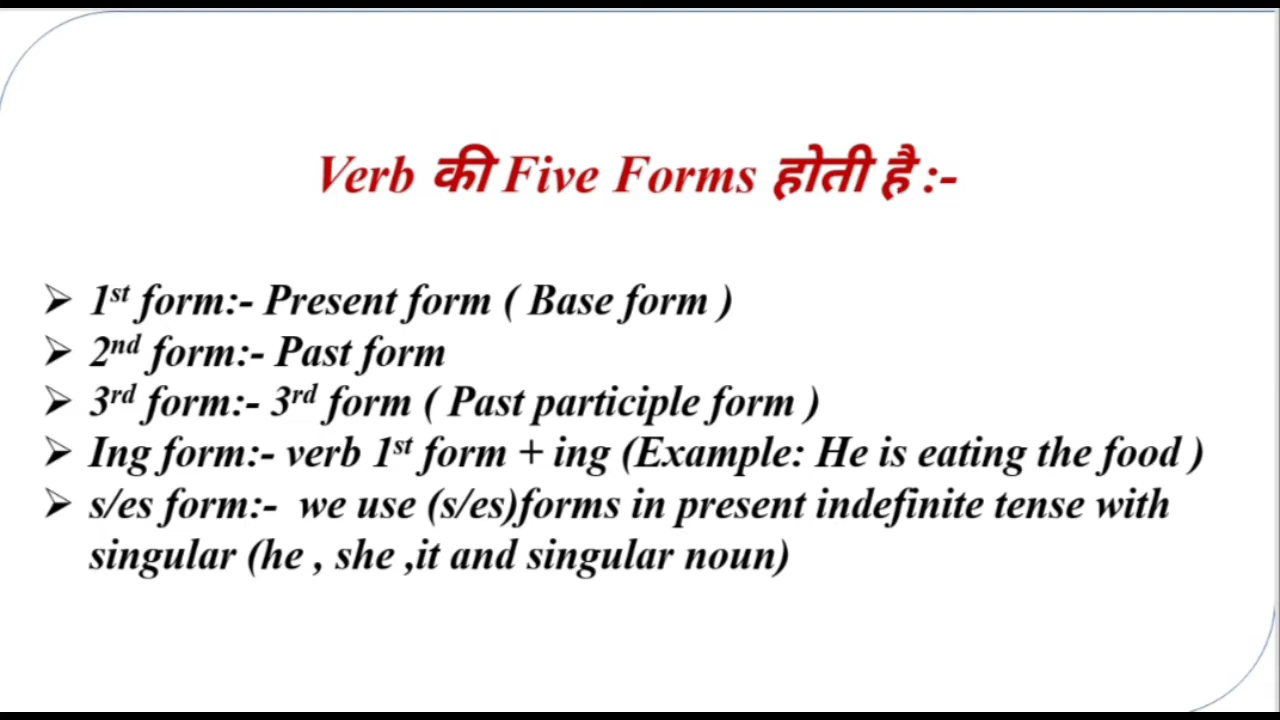 Verb की Five Forms होती है :-
➢ 1st form:- Present form ( Base form )
➢ 2nd form:- Past form
➢ 3rd form:- 3rd form ( Past participle form )
➢ Ing form:- verb 1st form + ing (Example: He is eating the food )
➢ s/es form:- we use (s/es)forms in present indefinite tense with
singular (he , she ,it and singular noun)